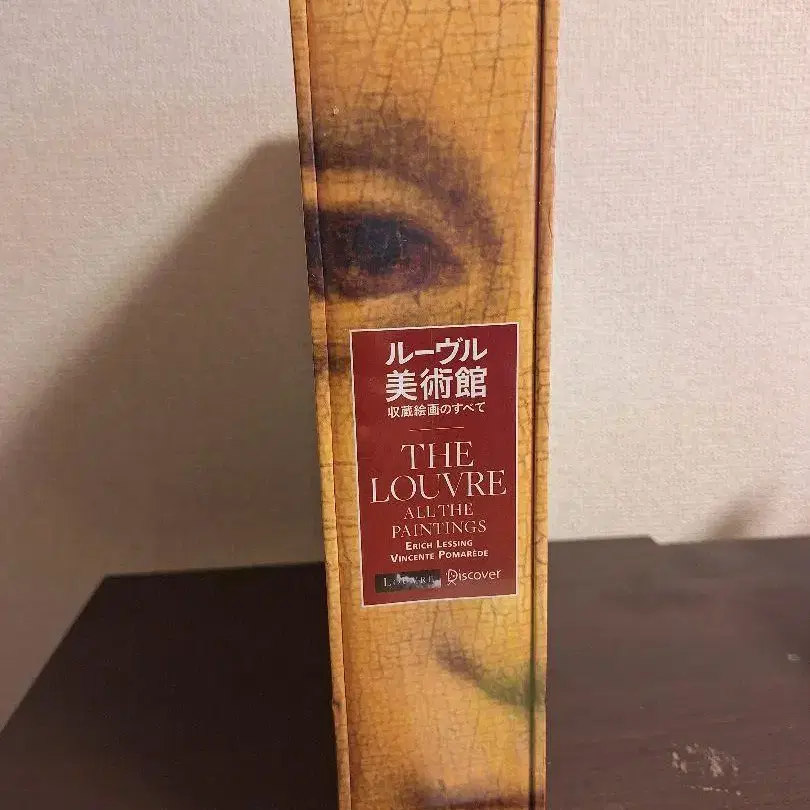 ルーヴル
美術館
収蔵絵画のすべて
THE
LOUVRE
ALL THE
PAINTINGS
ERICH LESSING
VINCENTE POMARÈDE
LOUVRE Discover